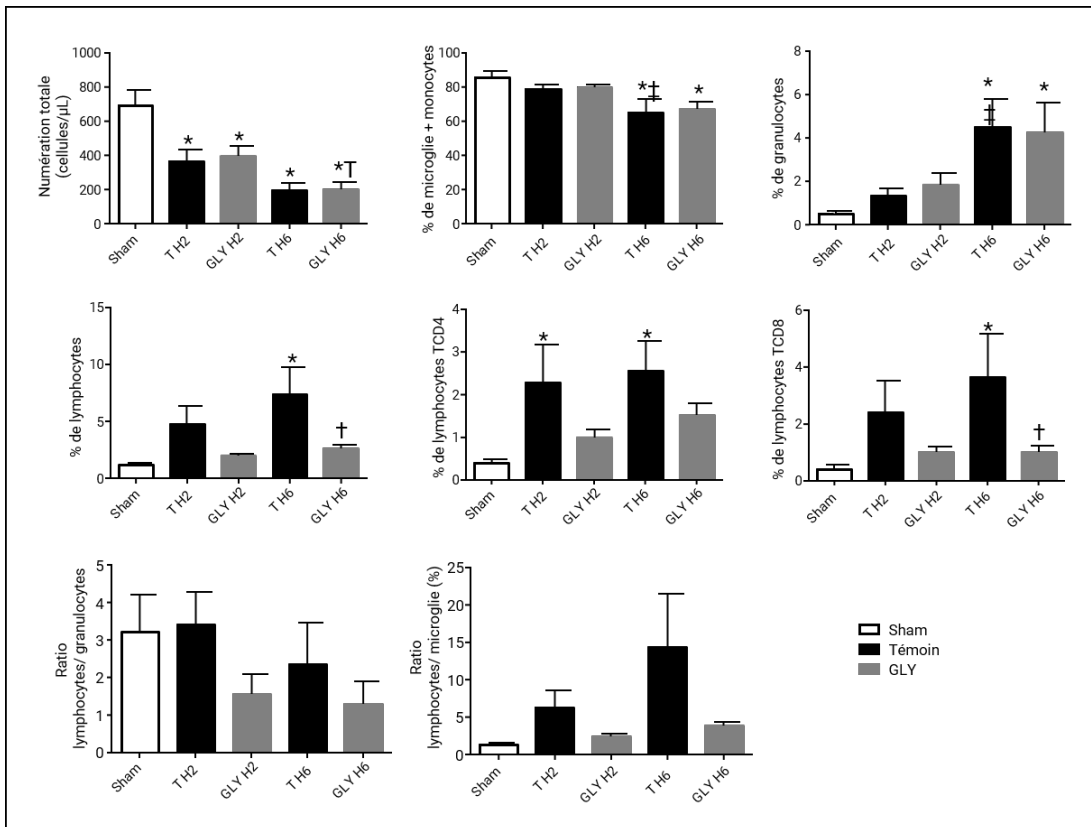 Numération totale
(cellules/µL)
1000
800
600
400
200
0
*
*
*
*†
Sham
T H2
GLY H2
T H6
GLY H6
% de microglie + monocytes
100
80
60
40
20
0
*‡
*
Sham
T H2
GLY H2
T H6
GLY H6
% de granulocytes
8
6
4
2
0
*
‡
*
Sham
T H2
GLY H2
T H6
GLY H6
% de lymphocytes
15
10
5
0
*
†
Sham
T H2
GLY H2
T H6
GLY H6
% de lymphocytes TCD4
4
3
2
1
0
*
*
Sham
T H2
GLY H2
T H6
GLY H6
% de lymphocytes TCD8
6
4
2
0
*
†
Sham
T H2
GLY H2
T H6
GLY H6
Ratio
lymphocytes/ granulocytes
5
4
3
2
1
0
Sham
T H2
GLY H2
T H6
GLY H6
Ratio
lymphocytes/ microglie (%)
25
20
15
10
5
0
Sham
T H2
GLY H2
T H6
GLY H6
Sham
Témoin
GLY